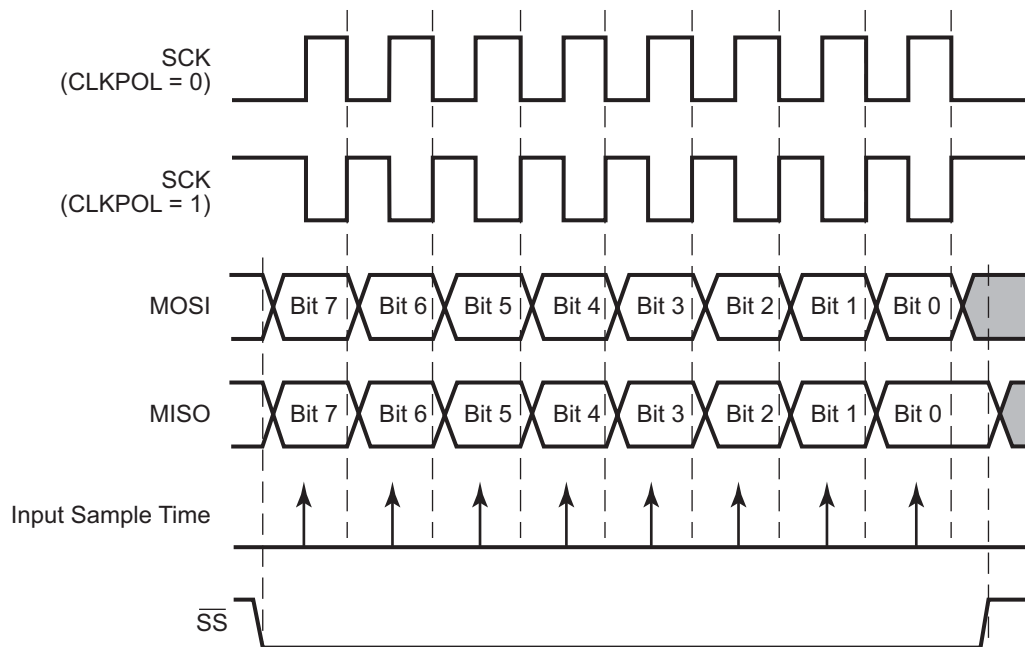 SCK
(CLKPOL = 0)
SCK
(CLKPOL = 1)
MOSI
Bit 7 Bit 6 Bit 5 Bit 4 Bit 3 Bit 2 Bit 1 Bit 0
MISO
Bit 7 Bit 6 Bit 5 Bit 4 Bit 3 Bit 2 Bit 1 Bit 0
Input Sample Time
S̅S̅